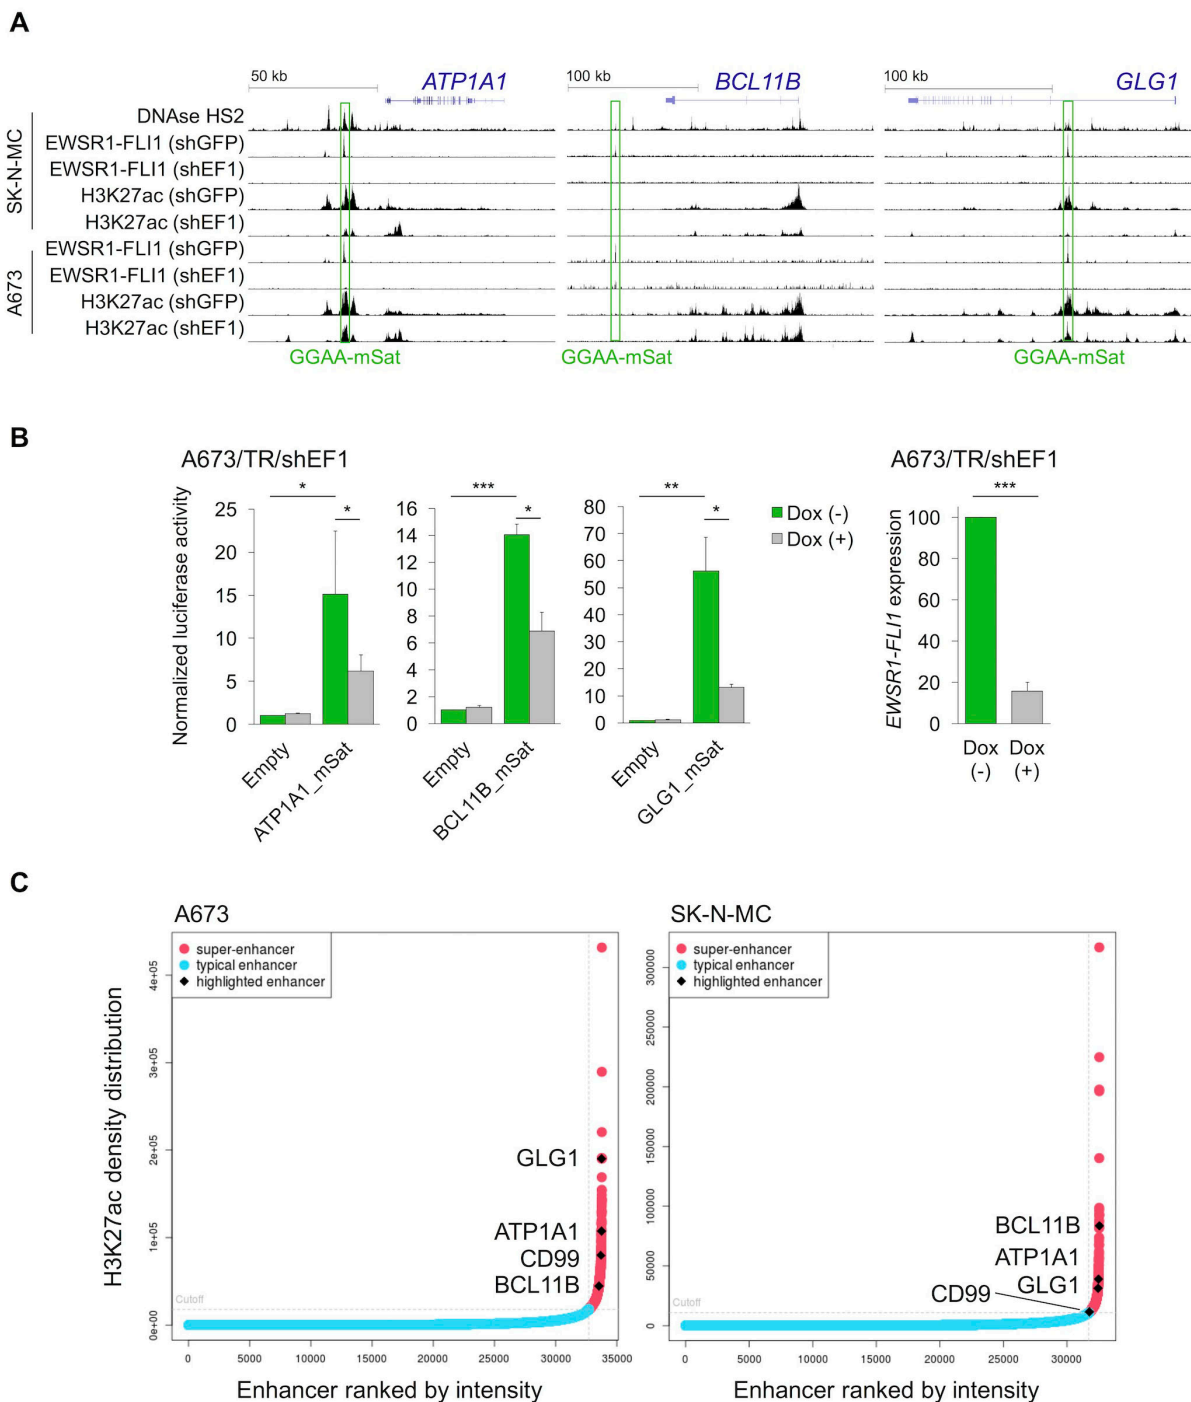 A
50 kb
ATP1A1
100 kb
BCL11B
100 kb
GLG1
SK-N-MC
DNAse HS2
EWSR1-FLI1 (shGFP)
EWSR1-FLI1 (shEF1)
H3K27ac (shGFP)
H3K27ac (shEF1)
A673
EWSR1-FLI1 (shGFP)
EWSR1-FLI1 (shEF1)
H3K27ac (shGFP)
H3K27ac (shEF1)
GGAA-mSat
GGAA-mSat
GGAA-mSat
B
A673/TR/shEF1
Normalized luciferase activity
25
20
15
10
5
0
*
*
Empty
ATP1A1_mSat
16
14
12
10
8
6
4
2
0
***
*
Empty
BCL11B_mSat
80
70
60
50
40
30
20
10
0
**
*
Empty
GLG1_mSat
Dox (-)
Dox (+)
A673/TR/shEF1
***
EWSR1-FLI1 expression
100
80
60
40
20
0
Dox
(-)
Dox
(+)
C
A673
super-enhancer
typical enhancer
highlighted enhancer
H3K27ac density distribution
4e+05
3e+05
2e+05
1e+05
0e+00
GLG1
ATP1A1
CD99
BCL11B
Cutoff
0
5000
10000
15000
20000
25000
30000
35000
Enhancer ranked by intensity
SK-N-MC
super-enhancer
typical enhancer
highlighted enhancer
300000
250000
200000
150000
100000
50000
0
BCL11B
ATP1A1
GLG1
CD99
Cutoff
0
5000
10000
15000
20000
25000
30000
Enhancer ranked by intensity